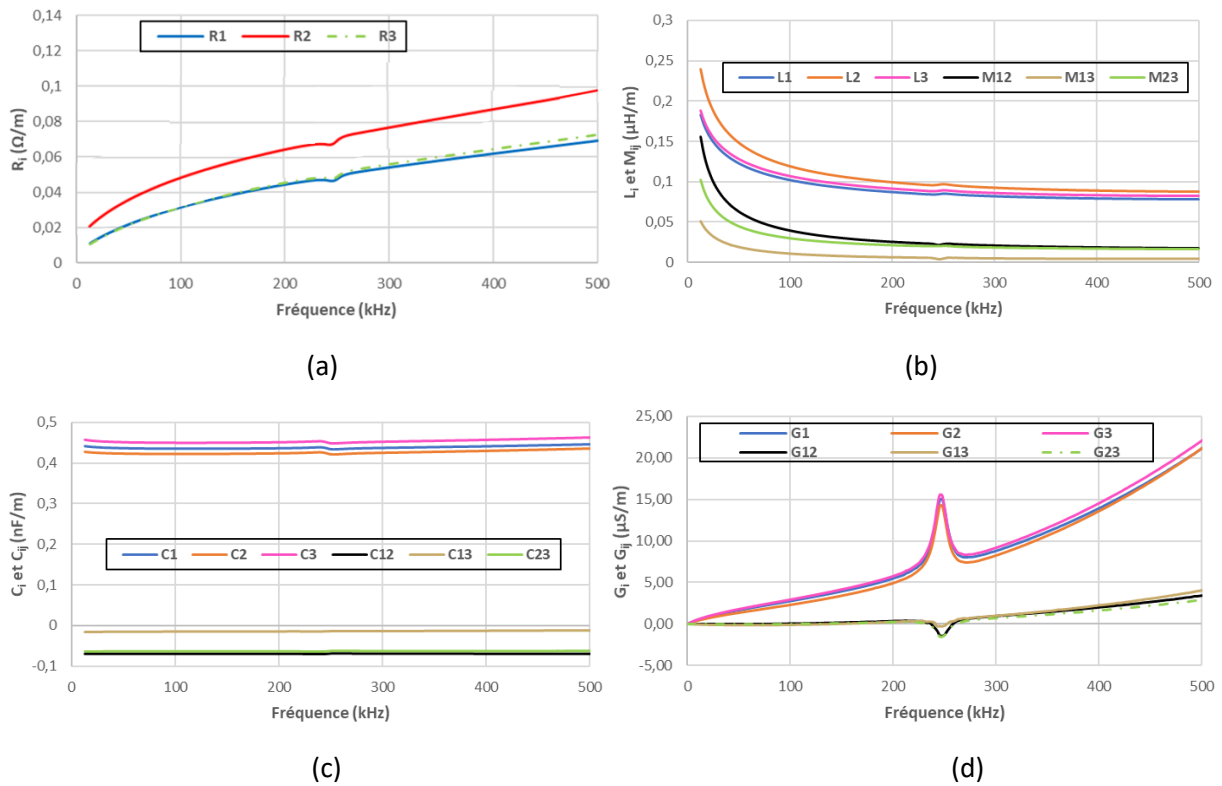 0,14
0,12
0,1
0,08
0,06
0,04
0,02
0
R1 R2 R3
Rᵢ (Ω/m)
0 100 200 300 400 500
Fréquence (kHz)
(a)
0,3
0,25
0,2
0,15
0,1
0,05
0
L1 L2 L3 M12 M13 M23
Lᵢ et Mᵢⱼ (µH/m)
0 100 200 300 400 500
Fréquence (kHz)
(b)
0,5
0,4
0,3
0,2
0,1
0
-0,1
C1 C2 C3 C12 C13 C23
Cᵢ et Cᵢⱼ (nF/m)
0 100 200 300 400 500
Fréquence (kHz)
(c)
25,00
20,00
15,00
10,00
5,00
0,00
-5,00
G1 G2 G3
G12 G13 G23
Gᵢ et Gᵢⱼ (µS/m)
0 100 200 300 400 500
Fréquence (kHz)
(d)